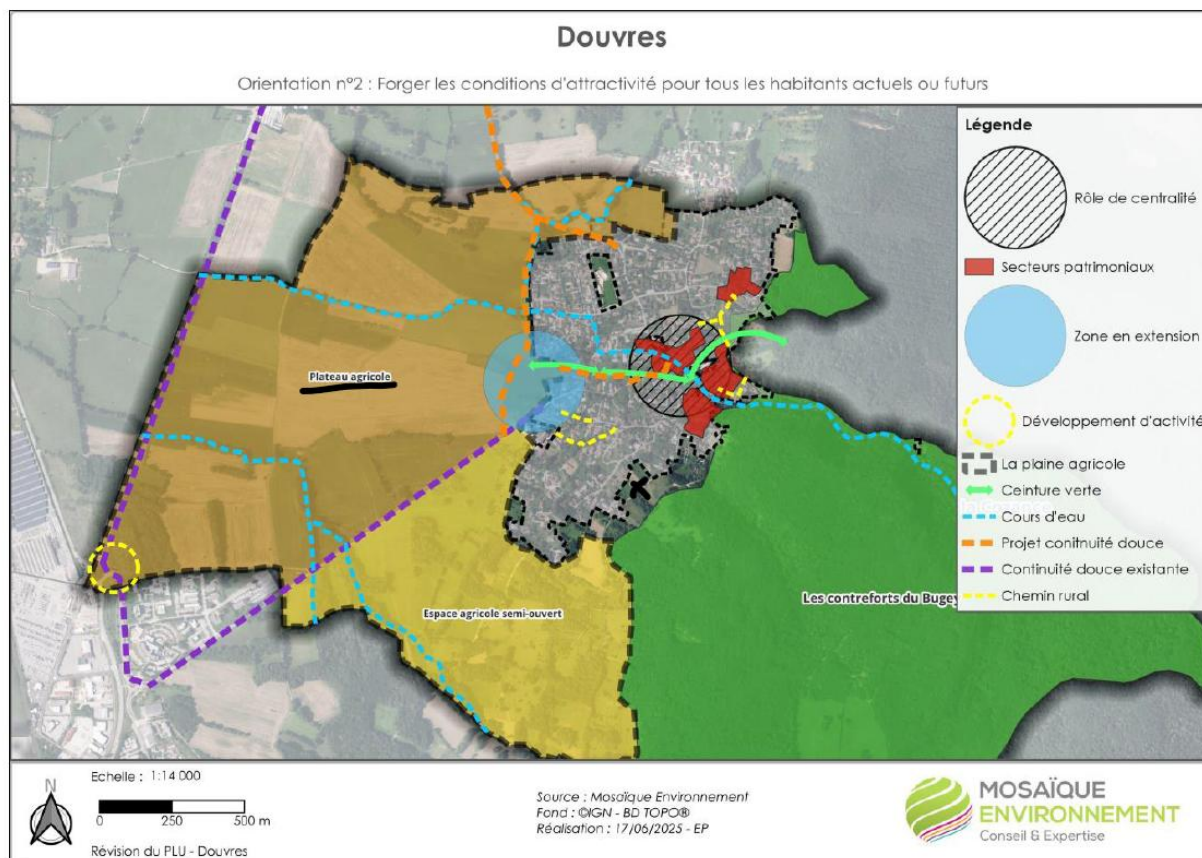 Douvres
Orientation n°2 : Forger les conditions d'attractivité pour tous les habitants actuels ou futurs
Légende
Rôle de centralité
Secteurs patrimoniaux
Zone en extension
Développement d'activité
La plaine agricole
Ceinture verte
Cours d'eau
Projet conitnuité douce
Continuité douce existante
Chemin rural
Plateau agricole
Espace agricole semi-ouvert
Les contreforts du Bugey
N
Echelle : 1:14 000
0 250 500 m
Révision du PLU - Douvres
Source : Mosaïque Environnement
Fond : ©IGN - BD TOPO®
Réalisation : 17/06/2025 - EP
MOSAÏQUE
ENVIRONNEMENT
Conseil & Expertise